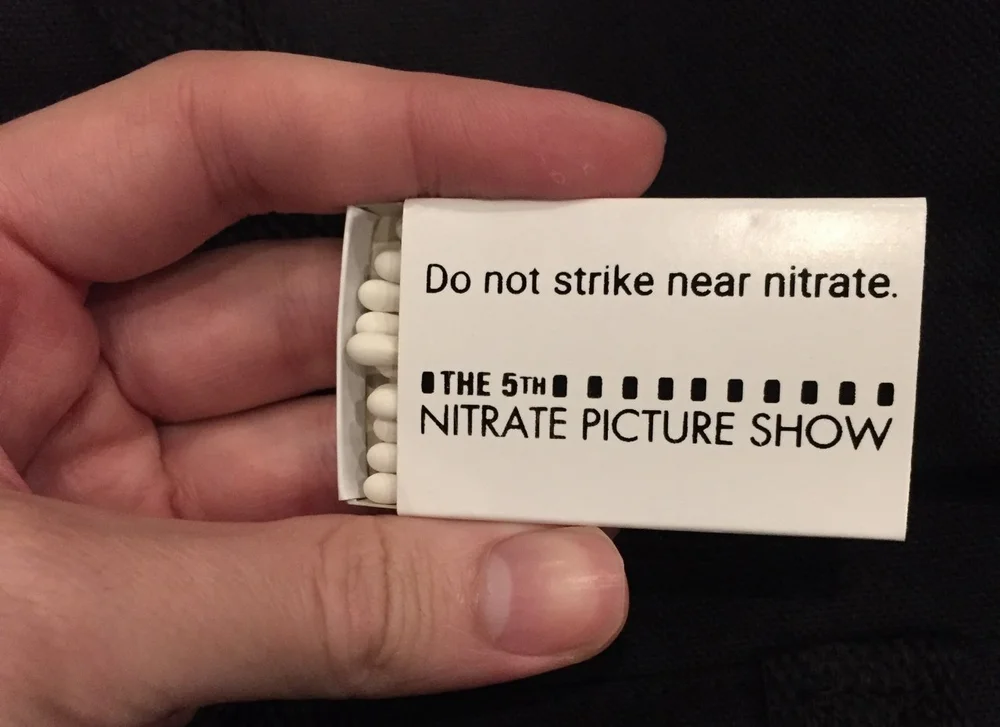 Do not strike near nitrate.
THE 5TH
NITRATE PICTURE SHOW